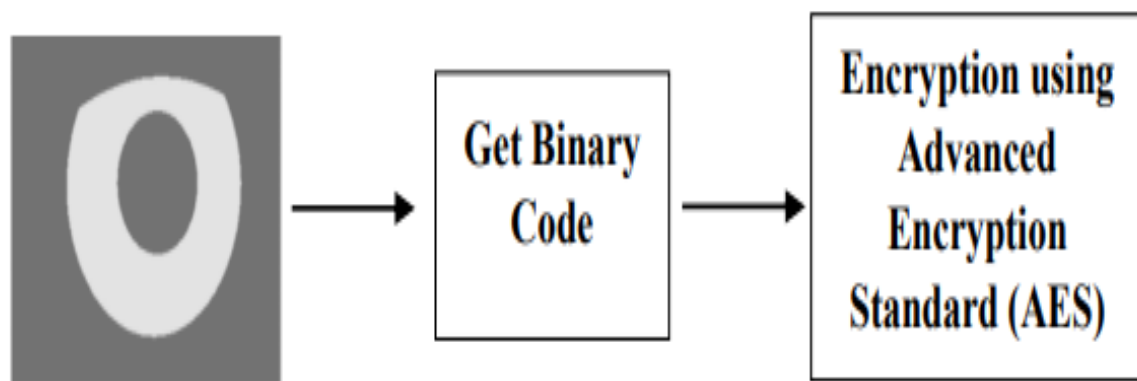 Get Binary
Code
Encryption using
Advanced
Encryption
Standard (AES)